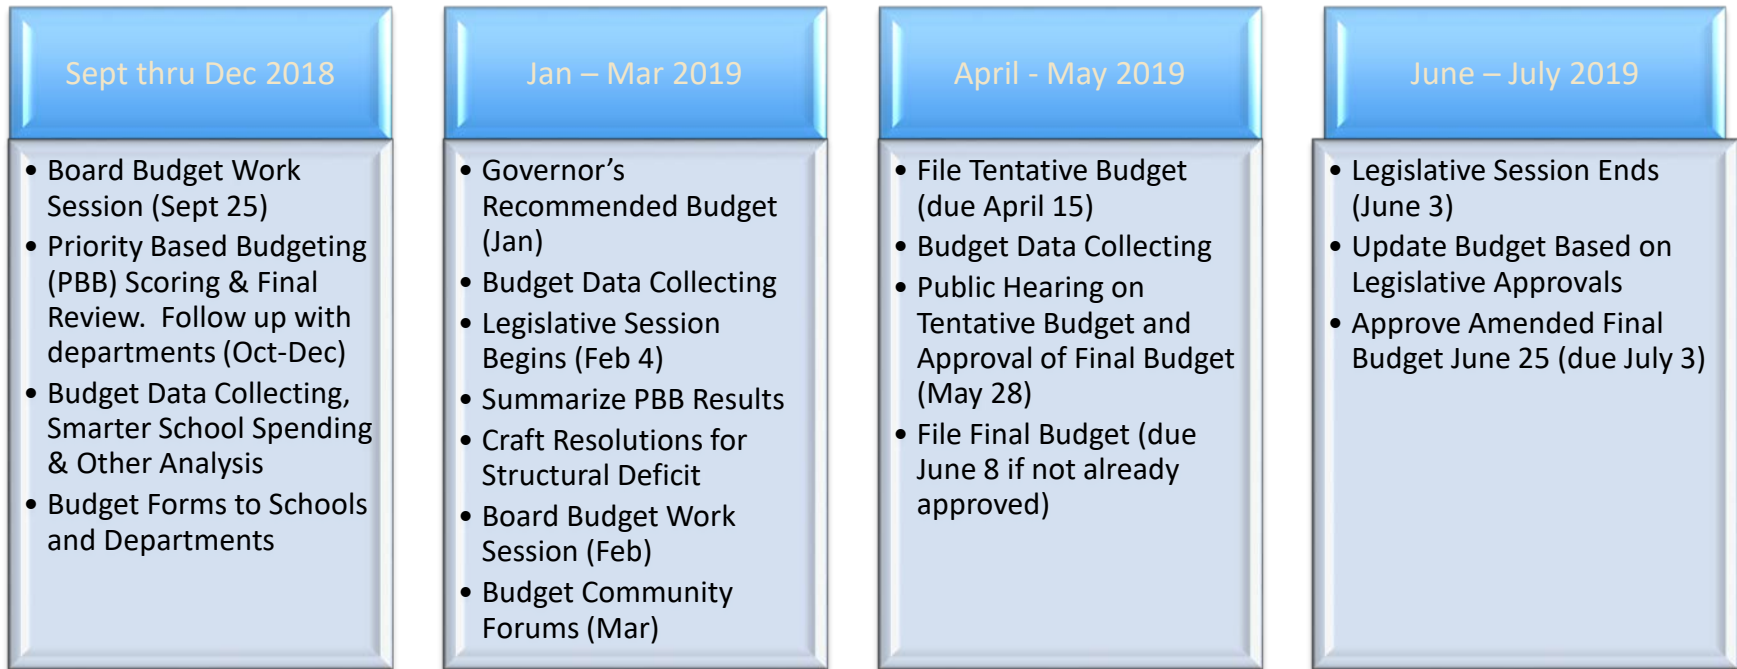 Sept thru Dec 2018
• Board Budget Work
Session (Sept 25)
• Priority Based Budgeting
(PBB) Scoring & Final
Review.  Follow up with
departments (Oct-Dec)
• Budget Data Collecting,
Smarter School Spending
& Other Analysis
• Budget Forms to Schools
and Departments
Jan – Mar 2019
• Governor’s
Recommended Budget
(Jan)
• Budget Data Collecting
• Legislative Session
Begins (Feb 4)
• Summarize PBB Results
• Craft Resolutions for
Structural Deficit
• Board Budget Work
Session (Feb)
• Budget Community
Forums (Mar)
April - May 2019
• File Tentative Budget
(due April 15)
• Budget Data Collecting
• Public Hearing on
Tentative Budget and
Approval of Final Budget
(May 28)
• File Final Budget (due
June 8 if not already
approved)
June – July 2019
• Legislative Session Ends
(June 3)
• Update Budget Based on
Legislative Approvals
• Approve Amended Final
Budget June 25 (due July 3)